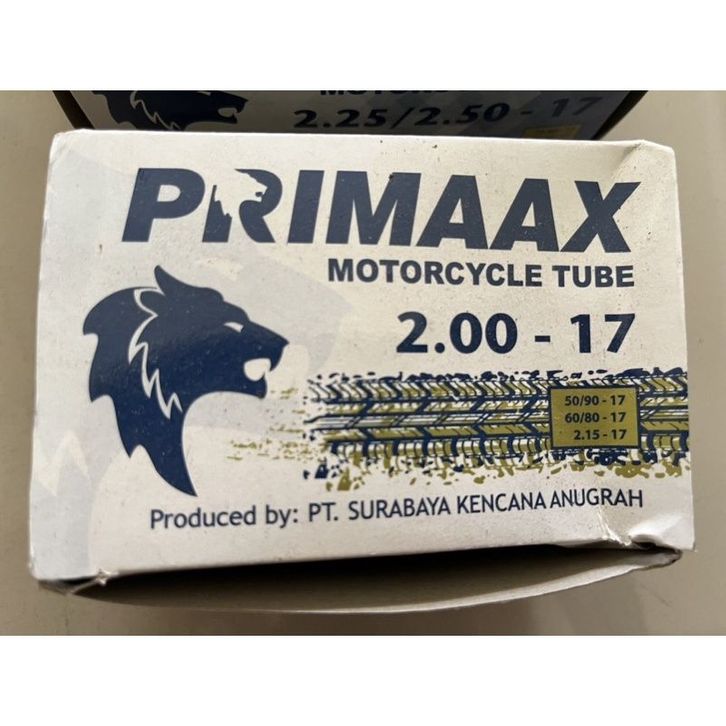 2.25/2.50 - 17
PRIMAAX
MOTORCYCLE TUBE
2.00 - 17
50/90 - 17
60/80 - 17
2.15 - 17
Produced by: PT. SURABAYA KENCANA ANUGRAH